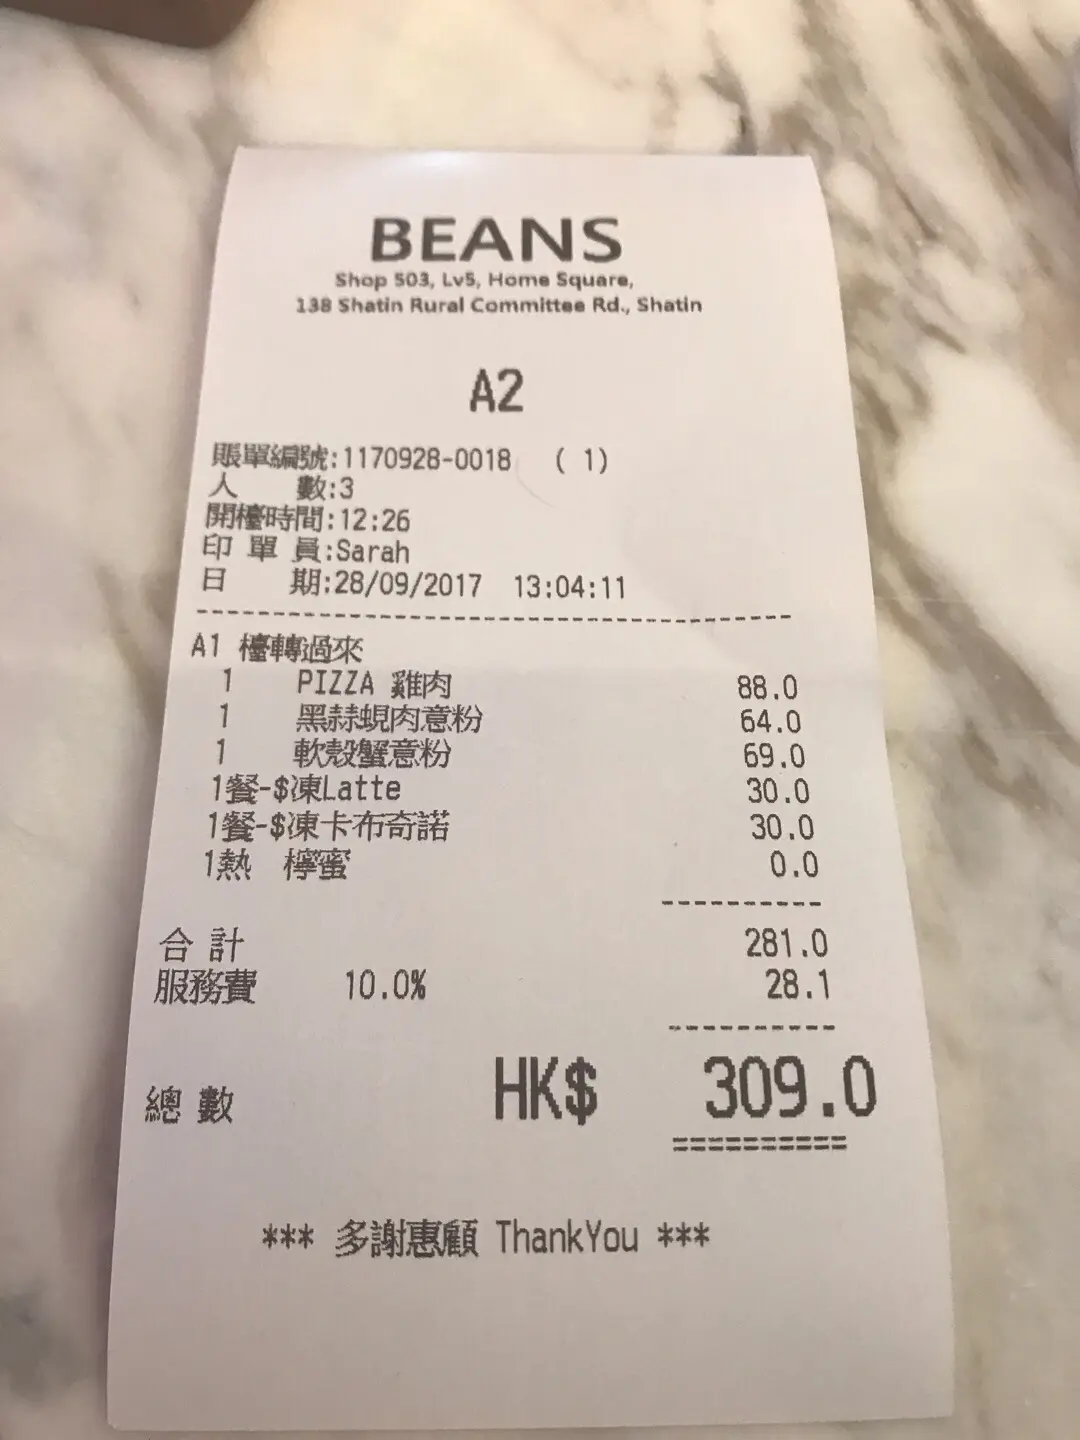 BEANS
Shop 503, Lv5, Home Square,
138 Shatin Rural Committee Rd., Shatin
A2
賬單編號:1170928-0018 ( 1)
人 數:3
開檯時間:12:26
印 單 員:Sarah
日 期:28/09/2017 13:04:11
A1 檯轉過來
1 PIZZA 雞肉 88.0
1 黑蒜蜆肉意粉 64.0
1 軟殼蟹意粉 69.0
1餐-$凍Latte 30.0
1餐-$凍卡布奇諾 30.0
1熱 檸蜜 0.0
合 計 281.0
服務費 10.0% 28.1
總 數 HK$ 309.0
*** 多謝惠顧 ThankYou ***